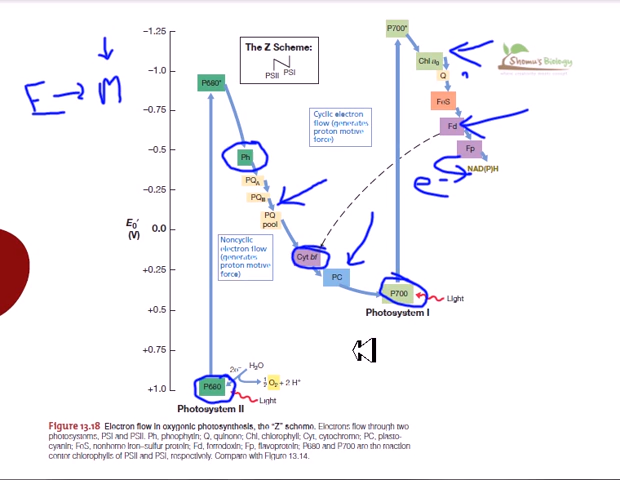 -1.25
P700*
The Z Scheme:
PSII PSI
Chl a0
Shomu's Biology
-1.0
P680*
Q
E → M
-0.75
FeS
Cyclic electron
flow (generates
proton motive
force)
Fd
-0.5
Ph
Fp
NAD(P)H
e-
PQA
-0.25
PQB
PQ
pool
E0′
(V)
0.0
Noncyclic
electron flow
(generates
proton motive
force)
Cyt bf
+0.25
PC
P700
Light
Photosystem I
+0.5
+0.75
H2O
2e-
+1.0
P680
½ O2 + 2 H+
Light
Photosystem II
Figure 13.18 Electron flow in oxygenic photosynthesis, the “Z” scheme. Electrons flow through two
photosystems, PSI and PSII. Ph, pheophytin; Q, quinone; Chl, chlorophyll; Cyt, cytochrome; PC, plasto-
cyanin; FeS, nonheme iron–sulfur protein; Fd, ferredoxin; Fp, flavoprotein; P680 and P700 are the reaction
center chlorophylls of PSII and PSI, respectively. Compare with Figure 13.14.